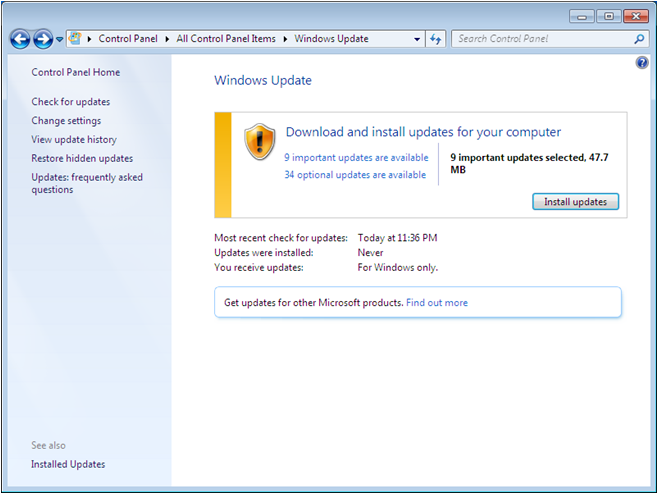 Control Panel ▸ All Control Panel Items ▸ Windows Update
Search Control Panel
Control Panel Home
Check for updates
Change settings
View update history
Restore hidden updates
Updates: frequently asked
questions
See also
Installed Updates
Windows Update
Download and install updates for your computer
9 important updates are available
34 optional updates are available
9 important updates selected, 47.7
MB
Install updates
Most recent check for updates: Today at 11:36 PM
Updates were installed: Never
You receive updates: For Windows only.
Get updates for other Microsoft products. Find out more